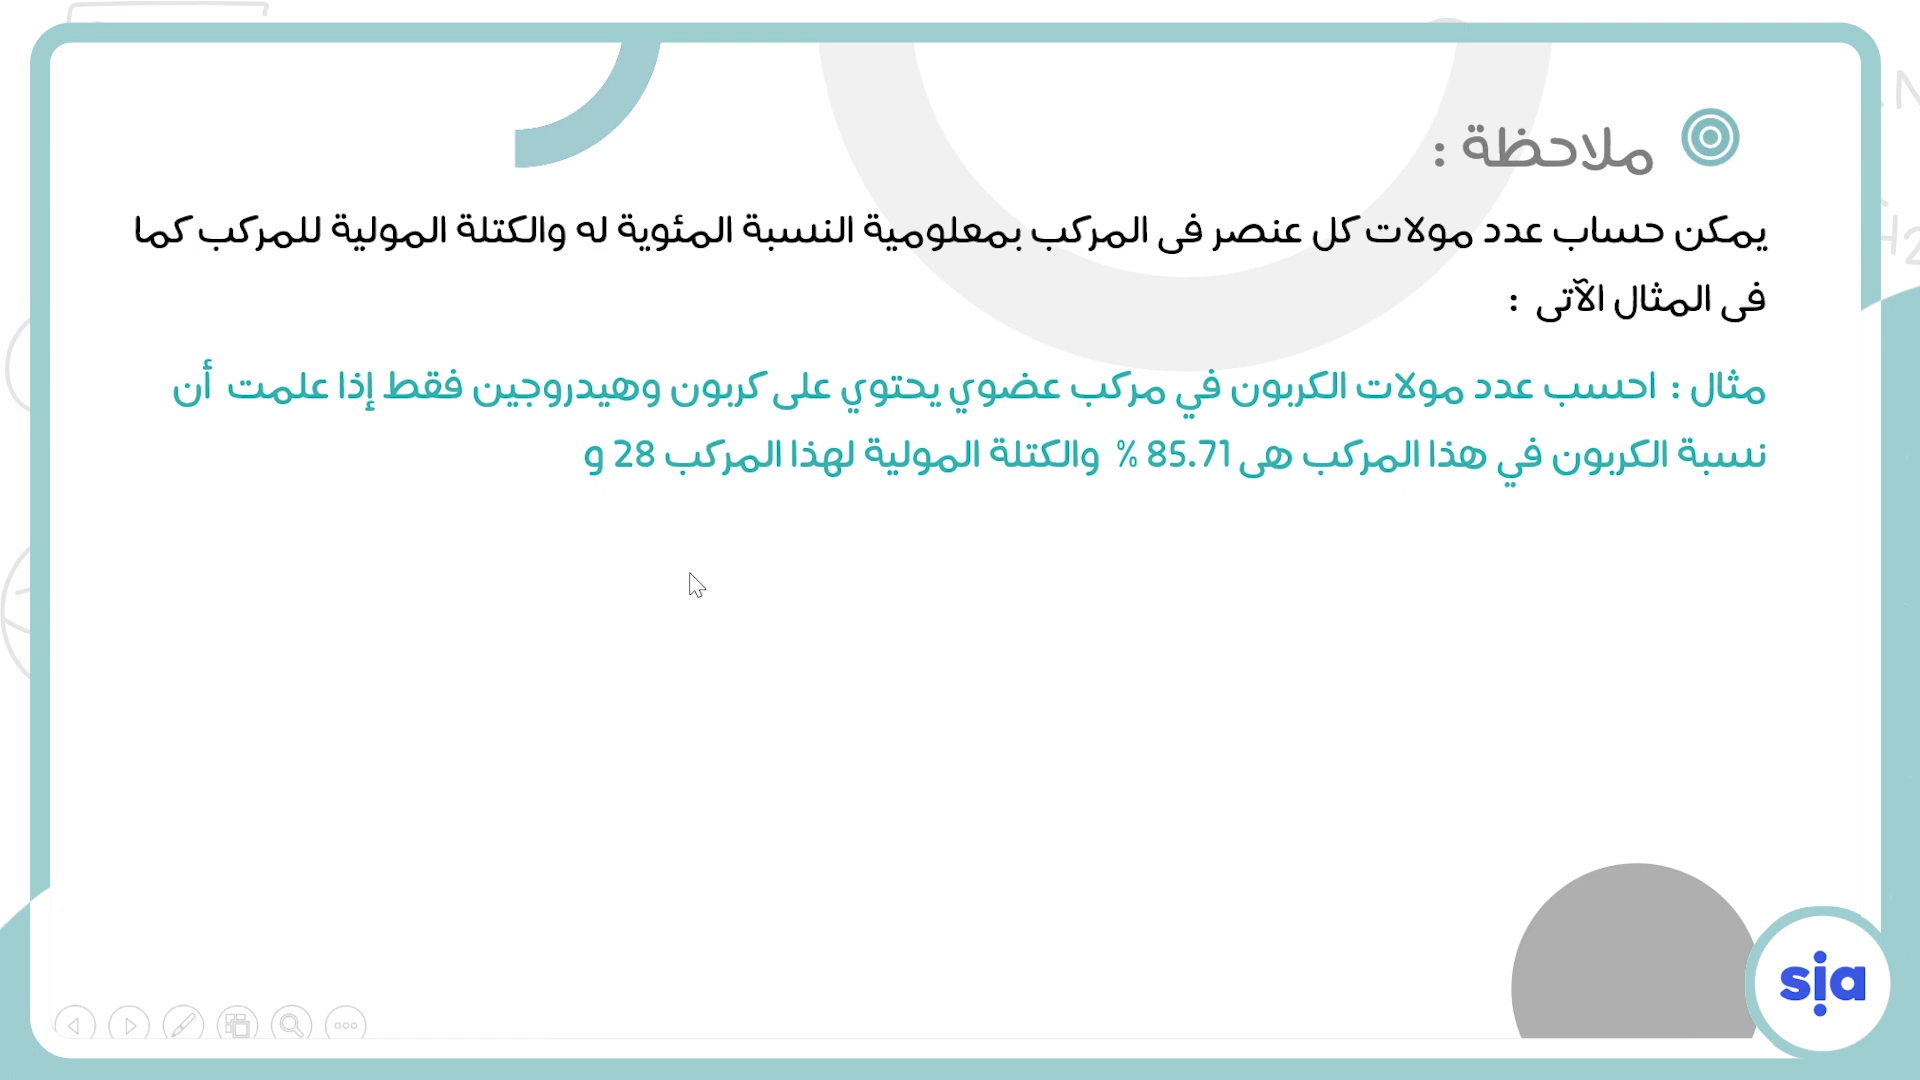 ملاحظة :
يمكن حساب عدد مولات كل عنصر فى المركب بمعلومية النسبة المئوية له والكتلة المولية للمركب كما
فى المثال الآتى :
مثال : احسب عدد مولات الكربون في مركب عضوي يحتوي على كربون وهيدروجين فقط إذا علمت أن
نسبة الكربون في هذا المركب هى 85.71 % والكتلة المولية لهذا المركب 28 و
sia